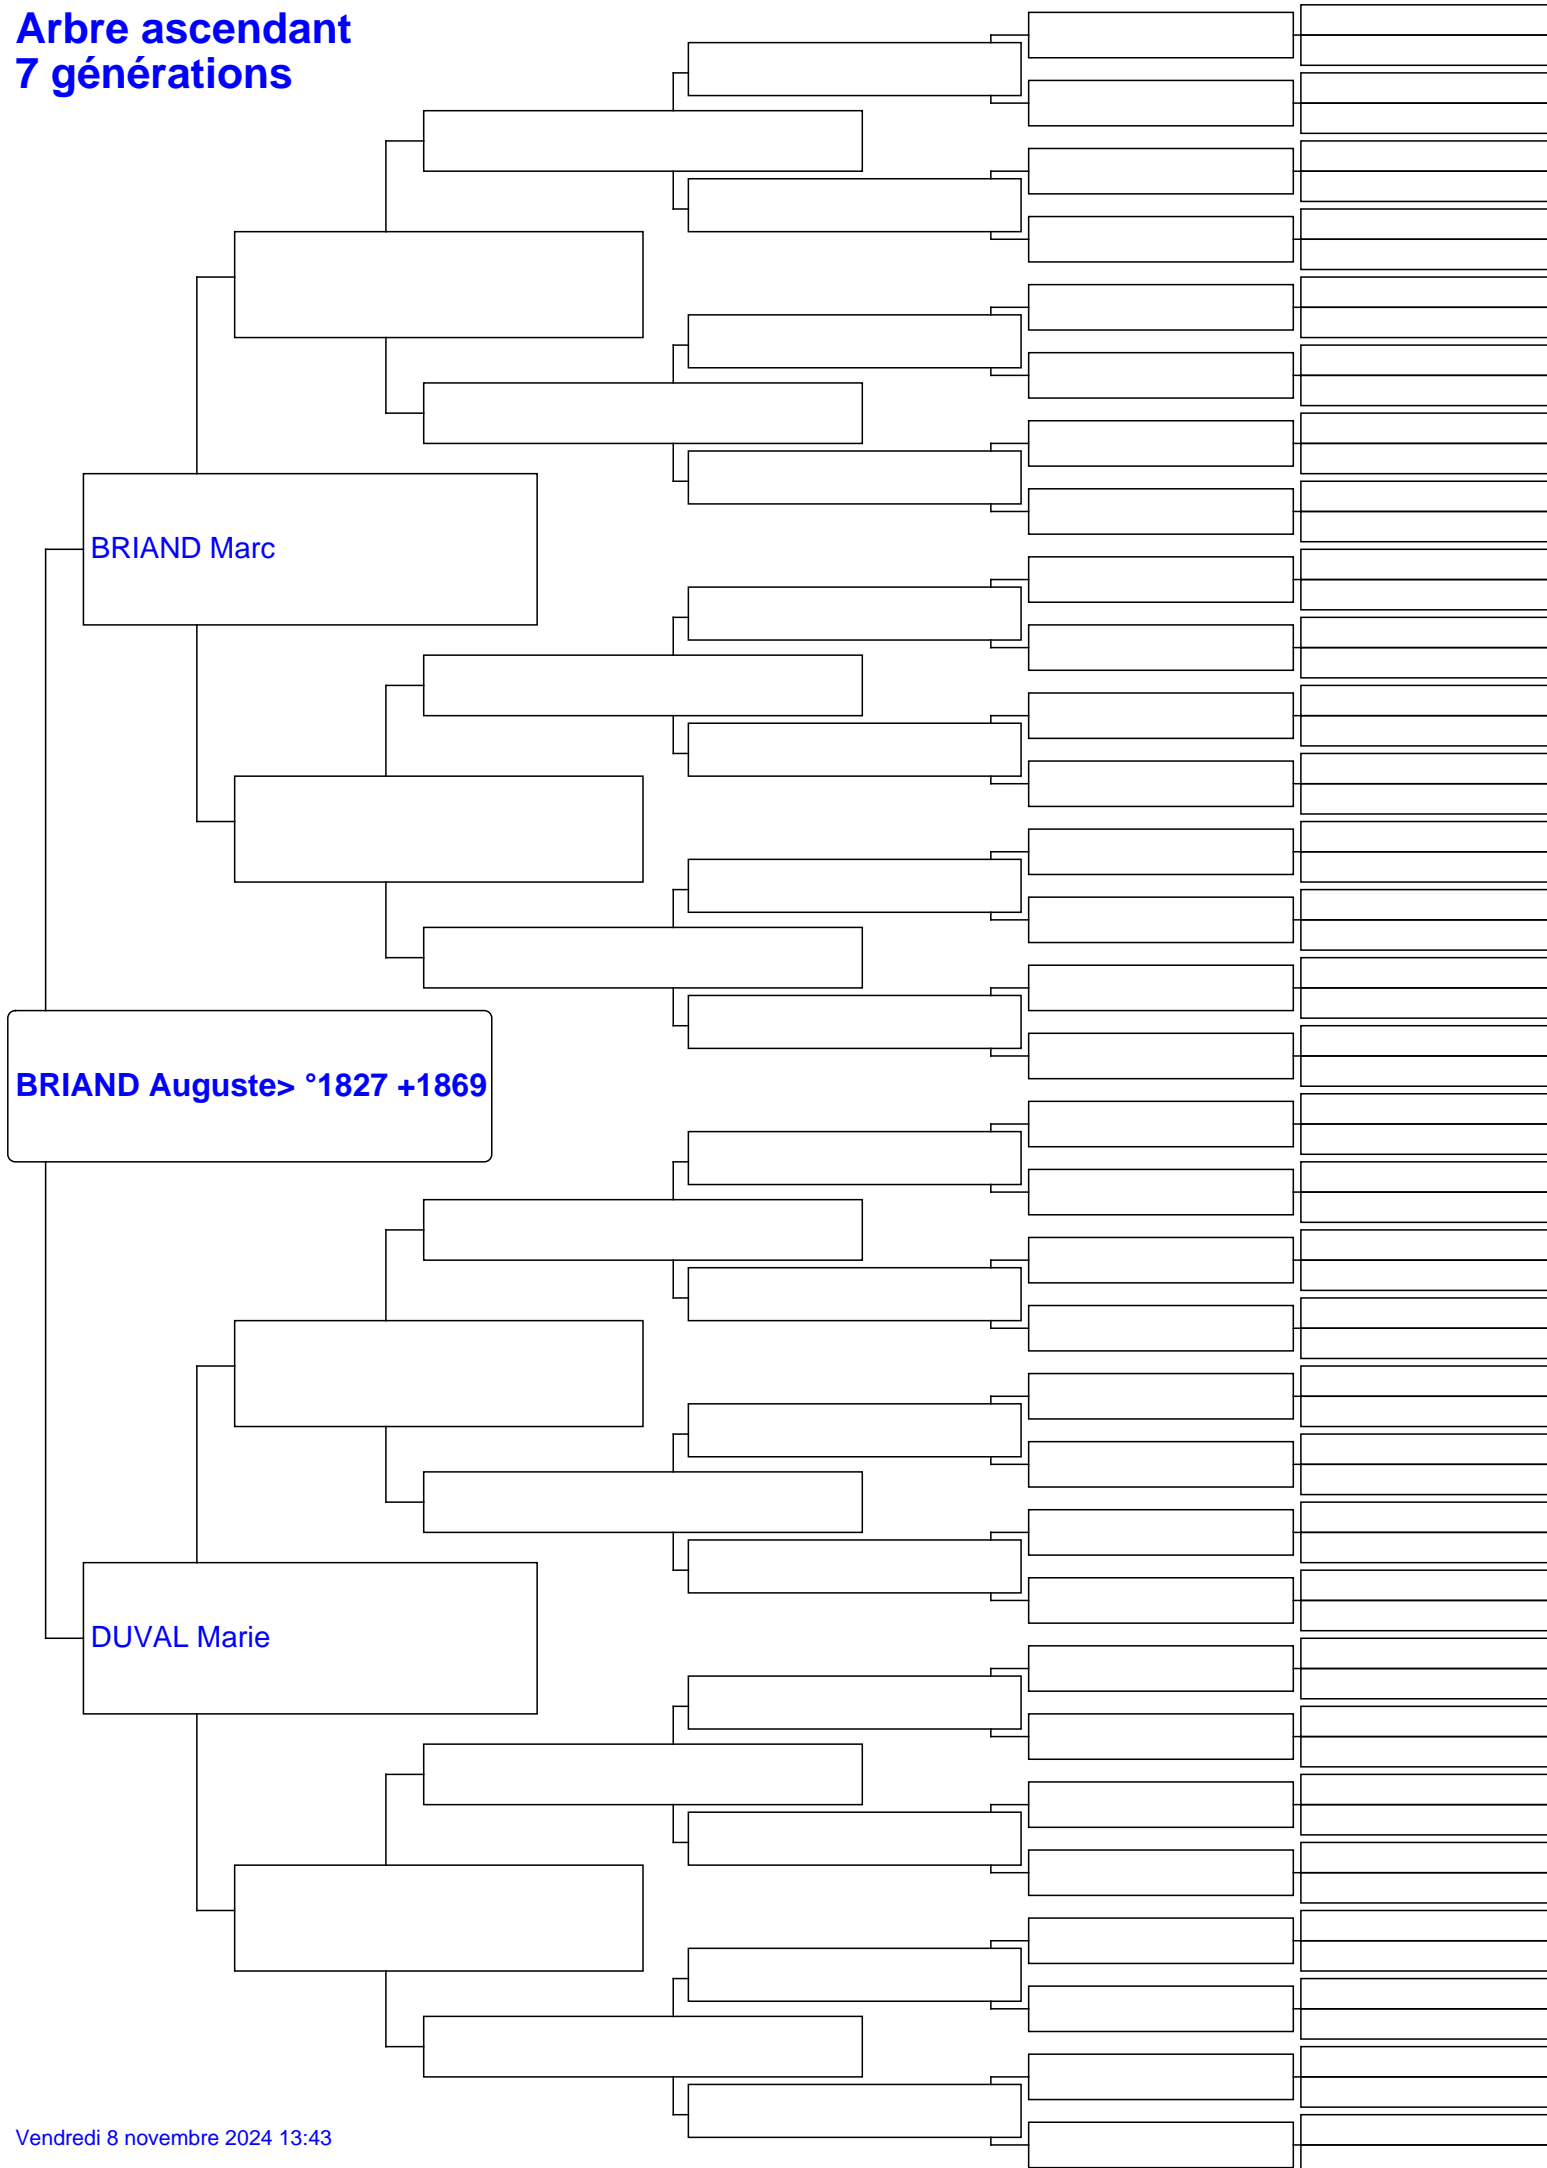 Arbre ascendant
7 générations
BRIAND Marc
BRIAND Auguste> °1827 +1869
DUVAL Marie
Vendredi 8 novembre 2024 13:43